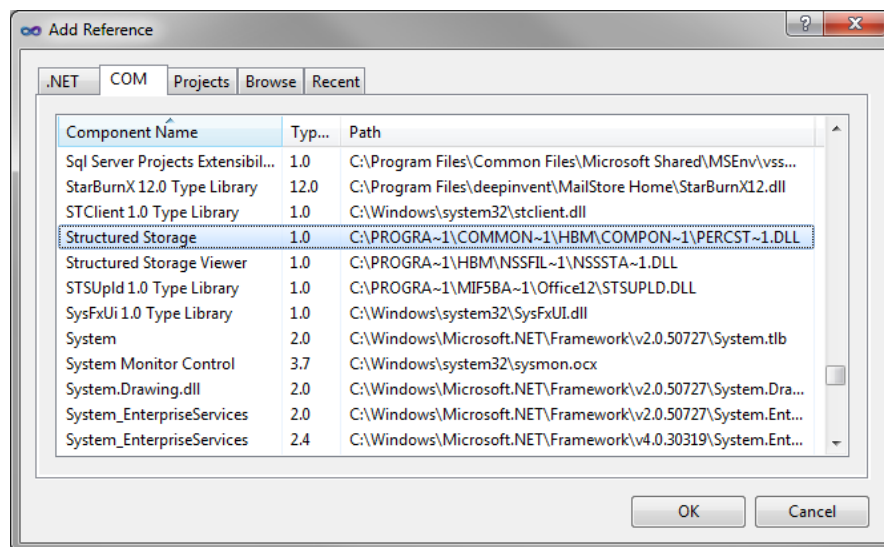 Add Reference
.NET COM Projects Browse Recent
Component Name Typ... Path
Sql Server Projects Extensibil... 1.0 C:\Program Files\Common Files\Microsoft Shared\MSEnv\vss...
StarBurnX 12.0 Type Library 12.0 C:\Program Files\deepinvent\MailStore Home\StarBurnX12.dll
STClient 1.0 Type Library 1.0 C:\Windows\system32\stclient.dll
Structured Storage 1.0 C:\PROGRA~1\COMMON~1\HBM\COMPON~1\PERCST~1.DLL
Structured Storage Viewer 1.0 C:\PROGRA~1\HBM\NSSFIL~1\NSSSTA~1.DLL
STSUpld 1.0 Type Library 1.0 C:\PROGRA~1\MIF5BA~1\Office12\STSUPLD.DLL
SysFxUi 1.0 Type Library 1.0 C:\Windows\system32\SysFxUI.dll
System 2.0 C:\Windows\Microsoft.NET\Framework\v2.0.50727\System.tlb
System Monitor Control 3.7 C:\Windows\system32\sysmon.ocx
System.Drawing.dll 2.0 C:\Windows\Microsoft.NET\Framework\v2.0.50727\System.Dra...
System_EnterpriseServices 2.0 C:\Windows\Microsoft.NET\Framework\v2.0.50727\System.Ent...
System_EnterpriseServices 2.4 C:\Windows\Microsoft.NET\Framework\v4.0.30319\System.Ent...
OK Cancel